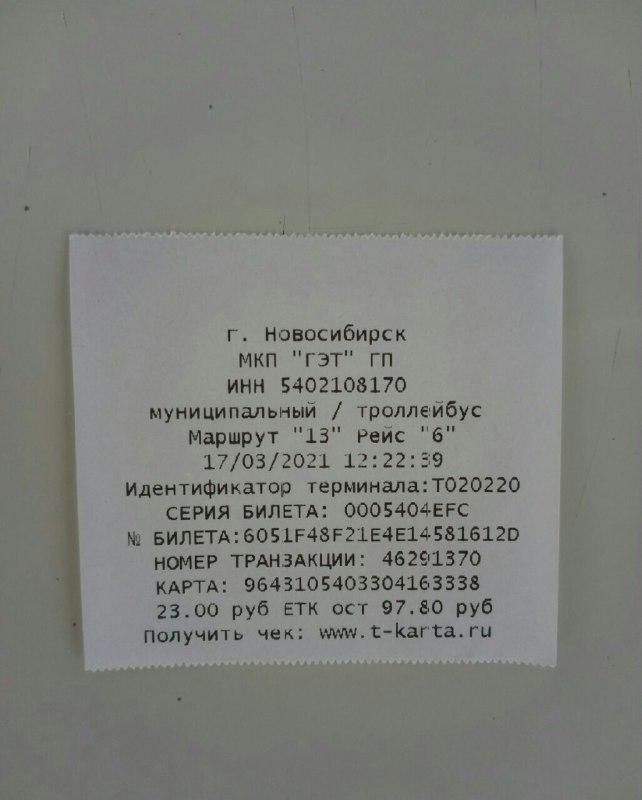 г. Новосибирск
МКП "ГЭТ" ГП
ИНН 5402108170
муниципальный / троллейбус
Маршрут "13" Рейс "6"
17/03/2021 12:22:39
Идентификатор терминала:T020220
СЕРИЯ БИЛЕТА: 0005404EFC
№ БИЛЕТА:6051F48F21E4E14581612D
НОМЕР ТРАНЗАКЦИИ: 46291370
КАРТА: 9643105403304163338
23.00 руб ЕТК ост 97.80 руб
Получить чек: www.t-karta.ru